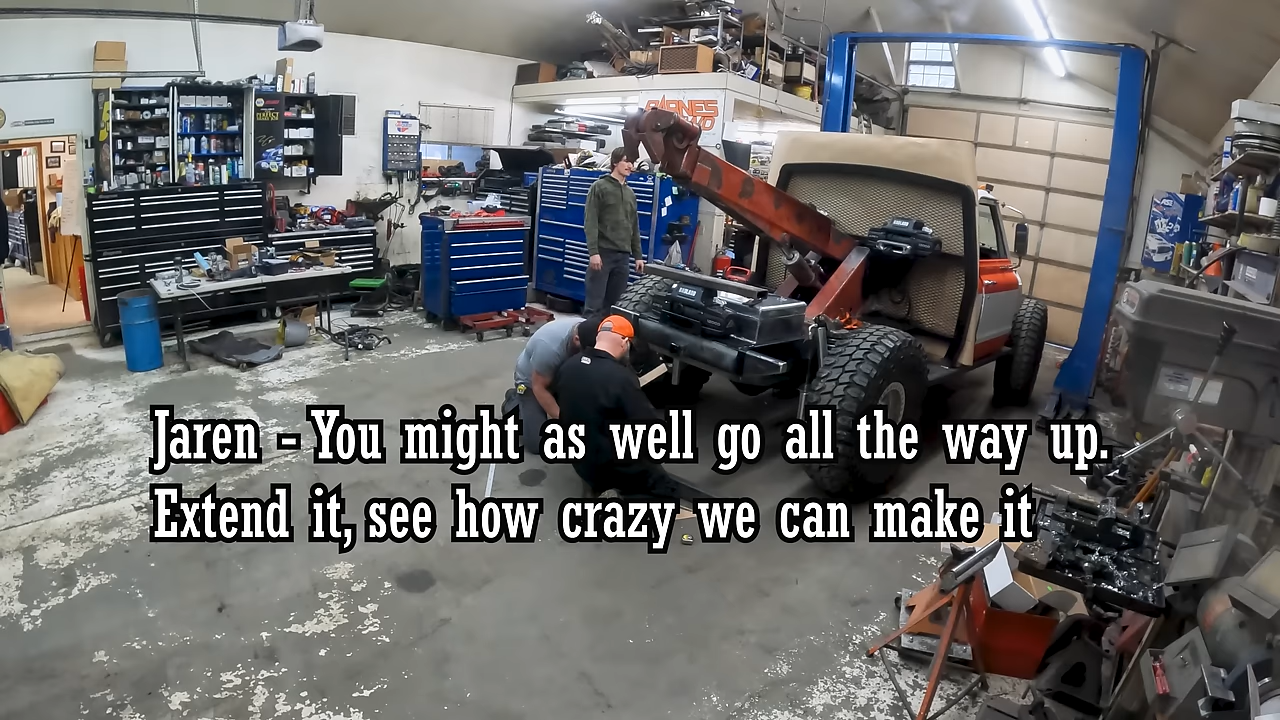 BARNES
Jaren - You might as well go all the way up.
Extend it, see how crazy we can make it